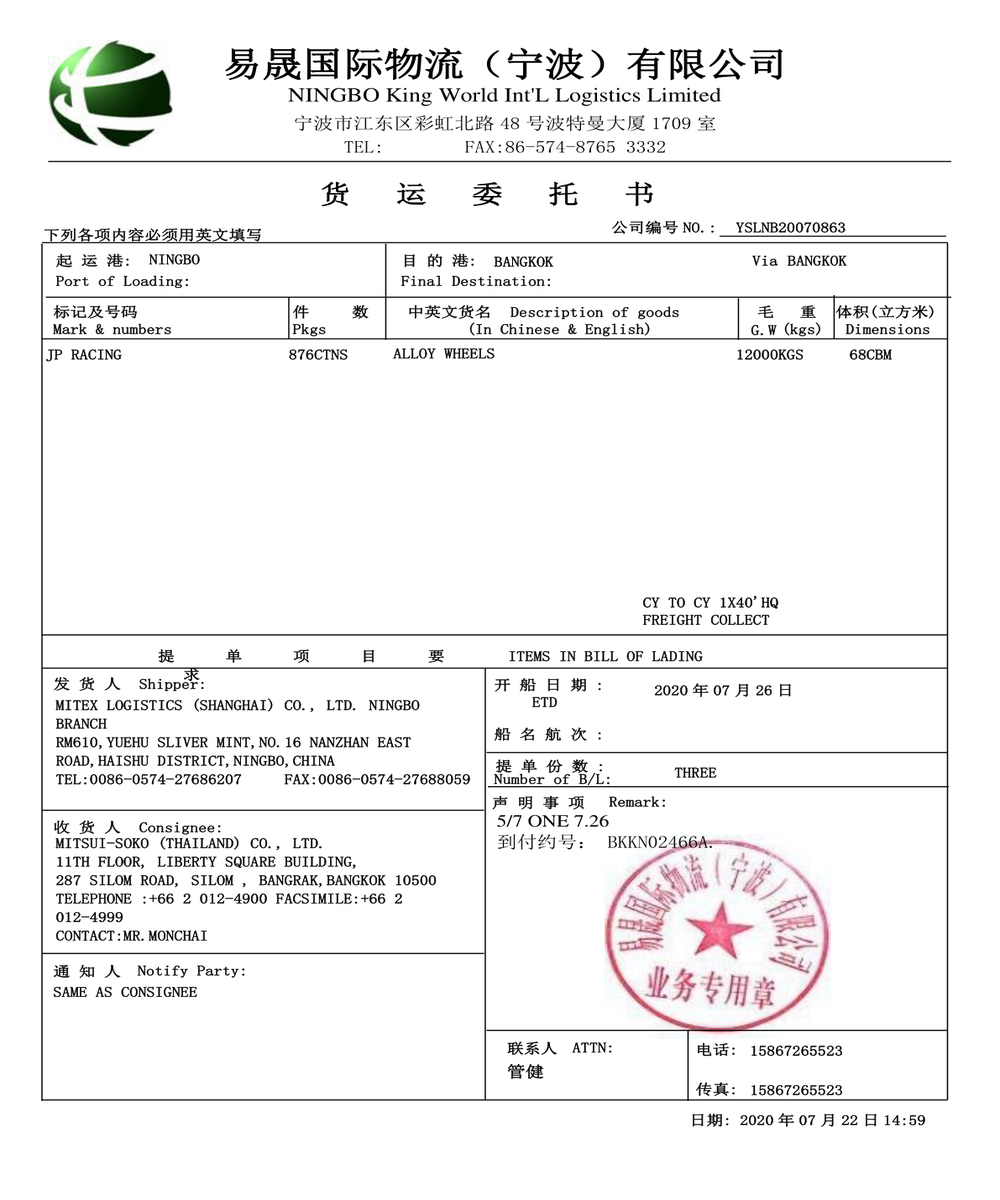 易晟国际物流（宁波）有限公司
NINGBO King World Int'L Logistics Limited
宁波市江东区彩虹北路 48 号波特曼大厦 1709 室
TEL: FAX:86-574-8765 3332
货 运 委 托 书
下列各项内容必须用英文填写
公司编号 NO.: YSLNB20070863
起 运 港: NINGBO
Port of Loading:
目 的 港: BANGKOK Via BANGKOK
Final Destination:
标记及号码
Mark & numbers
件 数
Pkgs
中英文货名 Description of goods
(In Chinese & English)
毛 重
G.W (kgs)
体积(立方米)
Dimensions
JP RACING 876CTNS ALLOY WHEELS 12000KGS 68CBM
CY TO CY 1X40'HQ
FREIGHT COLLECT
提 单 项 目 要 求 ITEMS IN BILL OF LADING
发 货 人 Shipper:
MITEX LOGISTICS (SHANGHAI) CO., LTD. NINGBO
BRANCH
RM610,YUEHU SLIVER MINT,NO.16 NANZHAN EAST
ROAD,HAISHU DISTRICT,NINGBO,CHINA
TEL:0086-0574-27686207 FAX:0086-0574-27688059
开 船 日 期 : 2020 年 07 月 26 日
ETD
船 名 航 次 :
提 单 份 数 : THREE
Number of B/L:
收 货 人 Consignee:
MITSUI-SOKO (THAILAND) CO., LTD.
11TH FLOOR, LIBERTY SQUARE BUILDING,
287 SILOM ROAD, SILOM , BANGRAK,BANGKOK 10500
TELEPHONE :+66 2 012-4900 FACSIMILE:+66 2
012-4999
CONTACT:MR.MONCHAI
声 明 事 项 Remark:
5/7 ONE 7.26
到付约号： BKKN02466A.
易晟国际物流（宁波）有限公司
业务专用章
通 知 人 Notify Party:
SAME AS CONSIGNEE
联系人 ATTN:
管健
电话: 15867265523
传真: 15867265523
日期: 2020 年 07 月 22 日 14:59